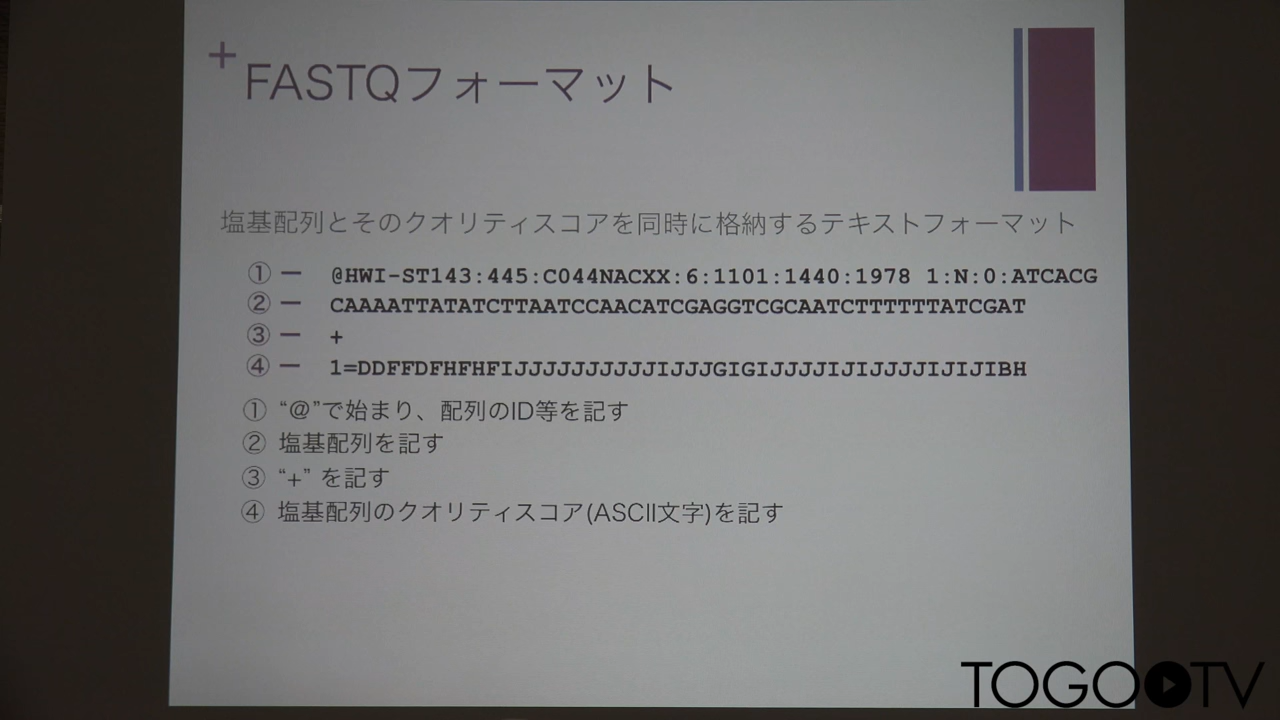 +
FASTQフォーマット
塩基配列とそのクオリティスコアを同時に格納するテキストフォーマット
① ー @HWI-ST143:445:C044NACXX:6:1101:1440:1978 1:N:0:ATCACG
② ー CAAAATTATATCTTAATCCAACATCGAGGTCGCAATCTTTTTTATCGAT
③ ー +
④ ー 1=DDFFDFHFHFIJJJJJJJJJJIJJJGIGIJJJJIJIJJJJIJIJIBH
① “@”で始まり、配列のID等を記す
② 塩基配列を記す
③ “+” を記す
④ 塩基配列のクオリティスコア(ASCII文字)を記す
TOGO TV